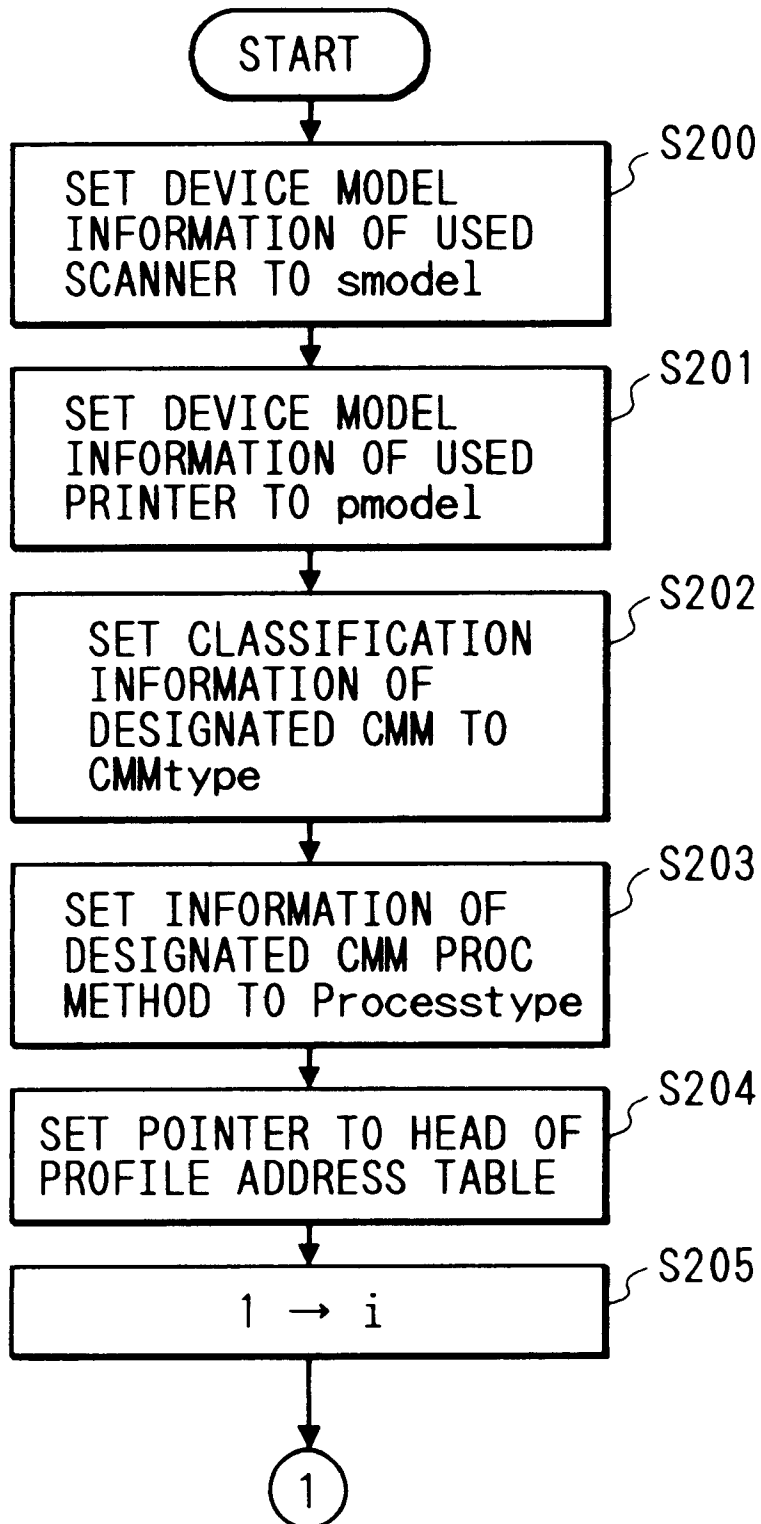 START
S200
SET DEVICE MODEL
INFORMATION OF USED
SCANNER TO smodel
S201
SET DEVICE MODEL
INFORMATION OF USED
PRINTER TO pmodel
S202
SET CLASSIFICATION
INFORMATION OF
DESIGNATED CMM TO
CMMtype
S203
SET INFORMATION OF
DESIGNATED CMM PROC
METHOD TO Processtype
S204
SET POINTER TO HEAD OF
PROFILE ADDRESS TABLE
S205
1 → i
1